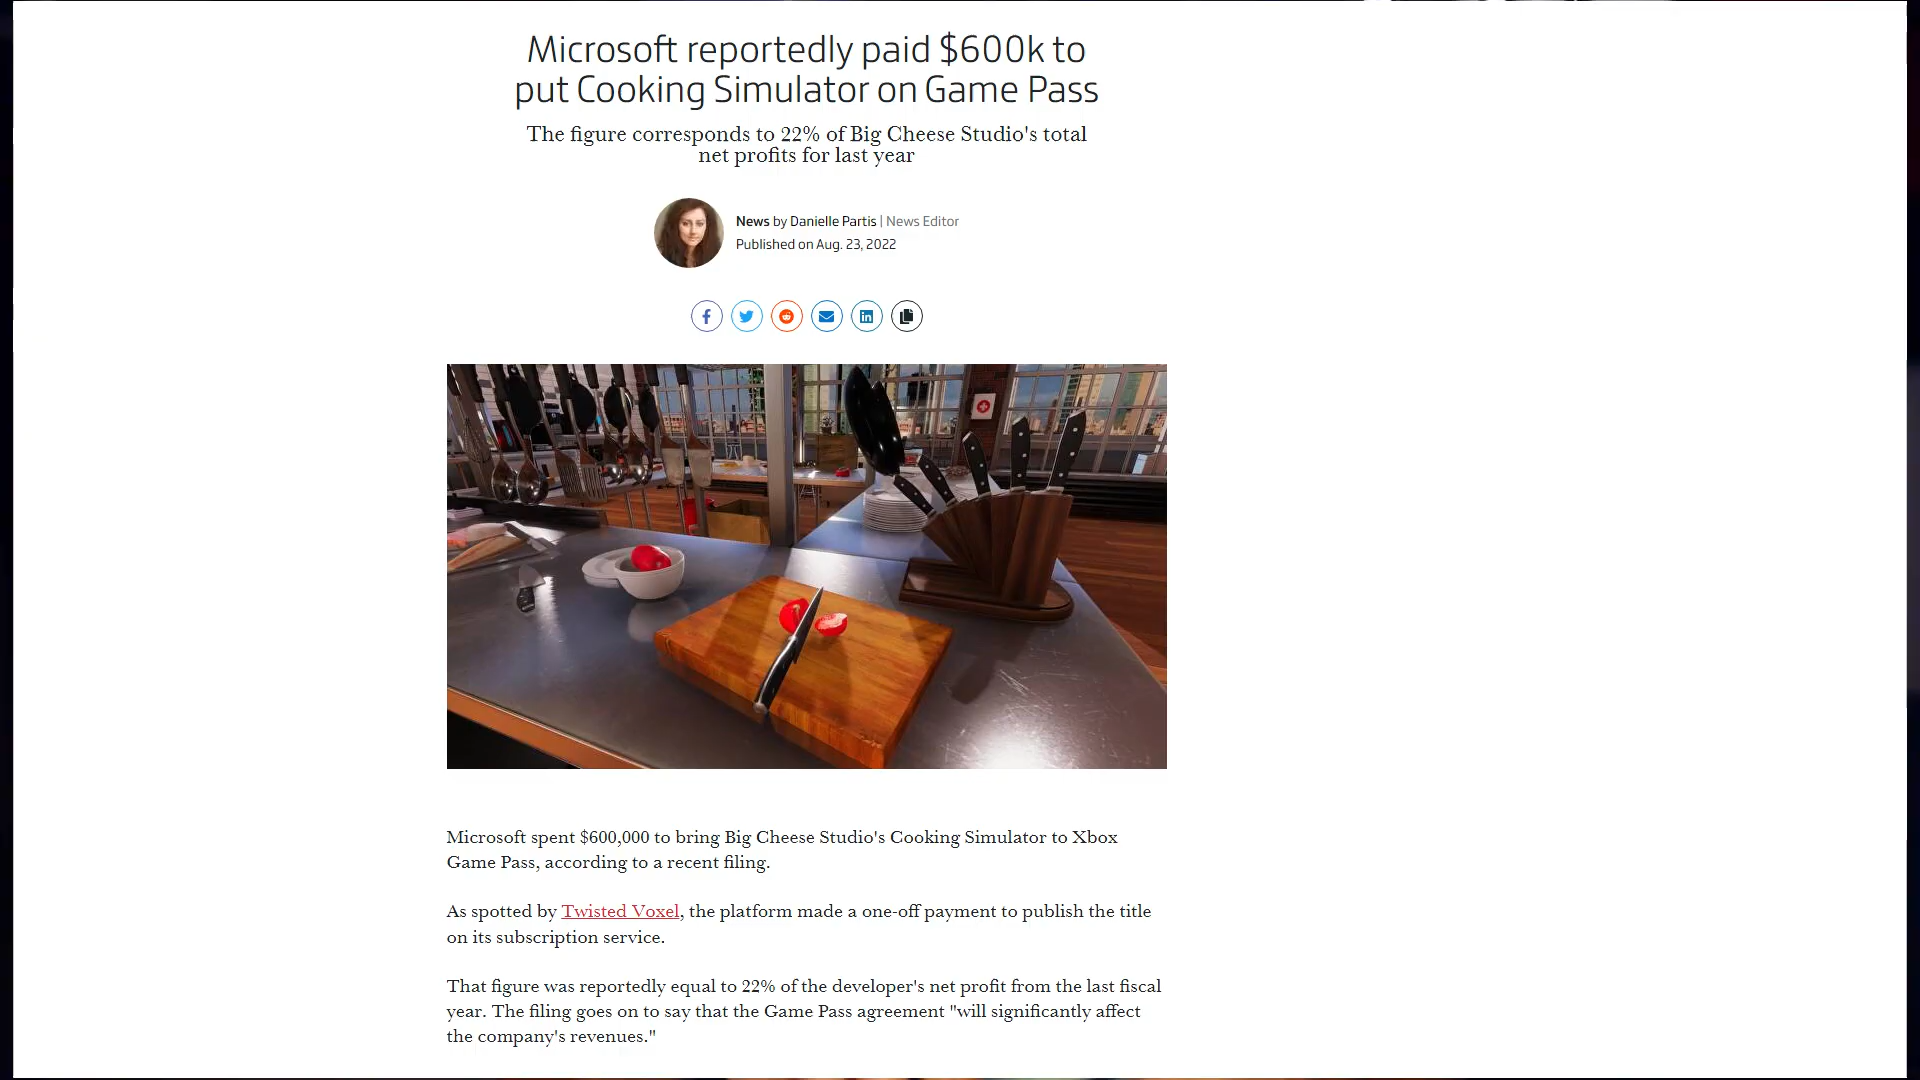 Microsoft reportedly paid $600k to
put Cooking Simulator on Game Pass
The figure corresponds to 22% of Big Cheese Studio's total
net profits for last year
News by Danielle Partis | News Editor
Published on Aug. 23, 2022
Microsoft spent $600,000 to bring Big Cheese Studio's Cooking Simulator to Xbox
Game Pass, according to a recent filing.
As spotted by Twisted Voxel, the platform made a one-off payment to publish the title
on its subscription service.
That figure was reportedly equal to 22% of the developer's net profit from the last fiscal
year. The filing goes on to say that the Game Pass agreement "will significantly affect
the company's revenues."